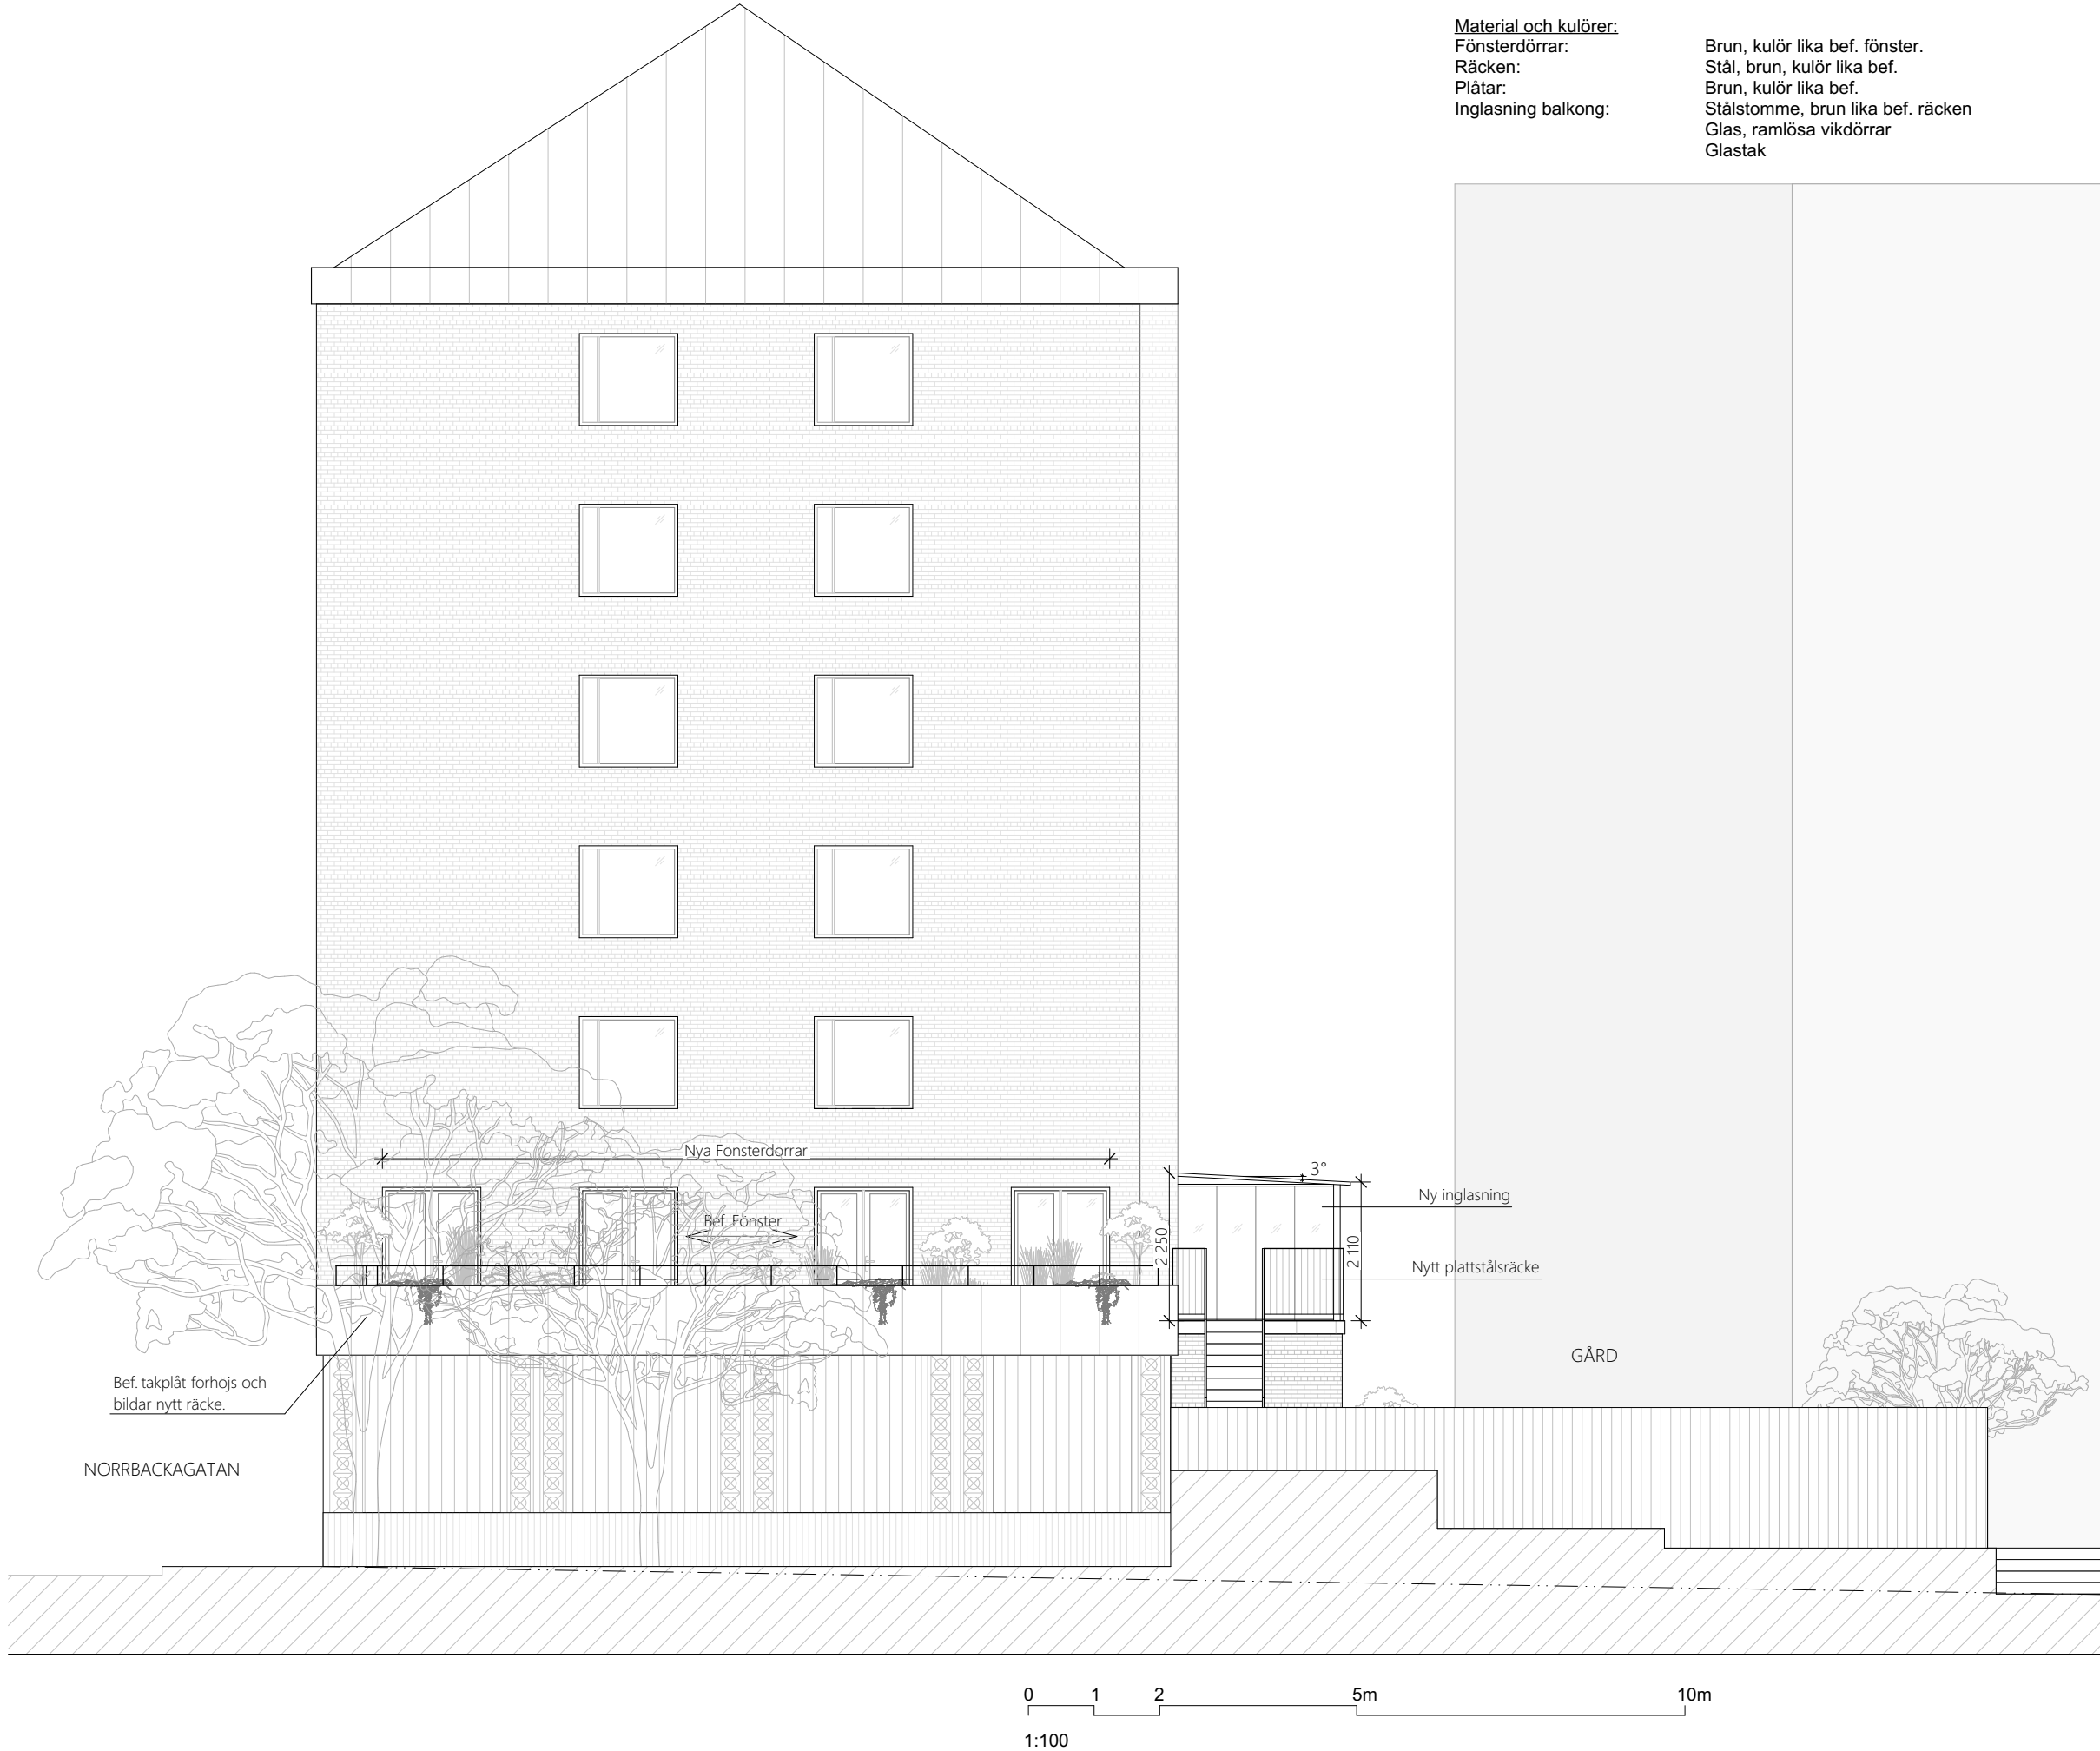 Material och kulörer:
Fönsterdörrar: Brun, kulör lika bef. fönster.
Räcken: Stål, brun, kulör lika bef.
Plåtar: Brun, kulör lika bef.
Inglasning balkong: Stålstomme, brun lika bef. räcken
Glas, ramlösa vikdörrar
Glastak
Nya Fönsterdörrar
3°
Ny inglasning
Bef. Fönster
2 250
2 110
Nytt plattstålsräcke
GÅRD
Bef. takplåt förhöjs och
bildar nytt räcke.
NORRBACKAGATAN
0 1 2 5m 10m
1:100